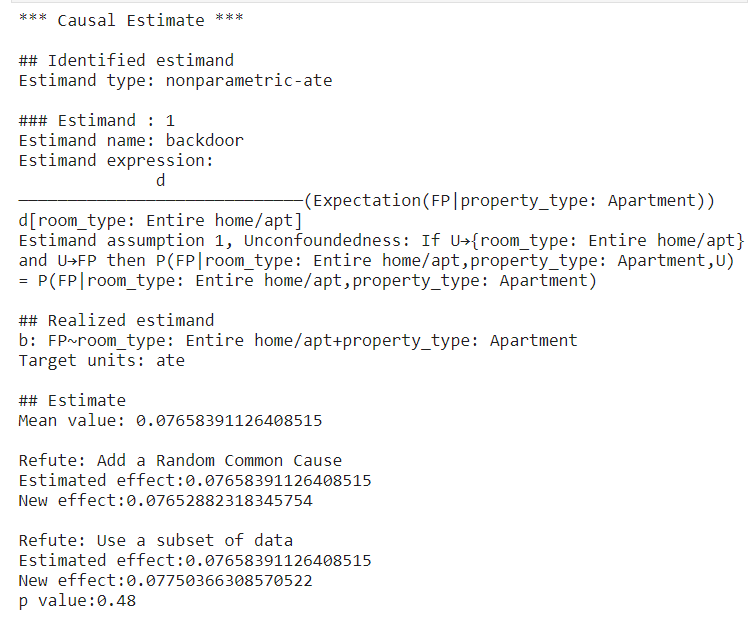 *** Causal Estimate ***
## Identified estimand
Estimand type: nonparametric-ate
### Estimand : 1
Estimand name: backdoor
Estimand expression:
d
─────────────────────────────(Expectation(FP|property_type: Apartment))
d[room_type: Entire home/apt]
Estimand assumption 1, Unconfoundedness: If U→{room_type: Entire home/apt}
and U→FP then P(FP|room_type: Entire home/apt,property_type: Apartment,U)
= P(FP|room_type: Entire home/apt,property_type: Apartment)
## Realized estimand
b: FP~room_type: Entire home/apt+property_type: Apartment
Target units: ate
## Estimate
Mean value: 0.07658391126408515
Refute: Add a Random Common Cause
Estimated effect:0.07658391126408515
New effect:0.07652882318345754
Refute: Use a subset of data
Estimated effect:0.07658391126408515
New effect:0.07750366308570522
p value:0.48